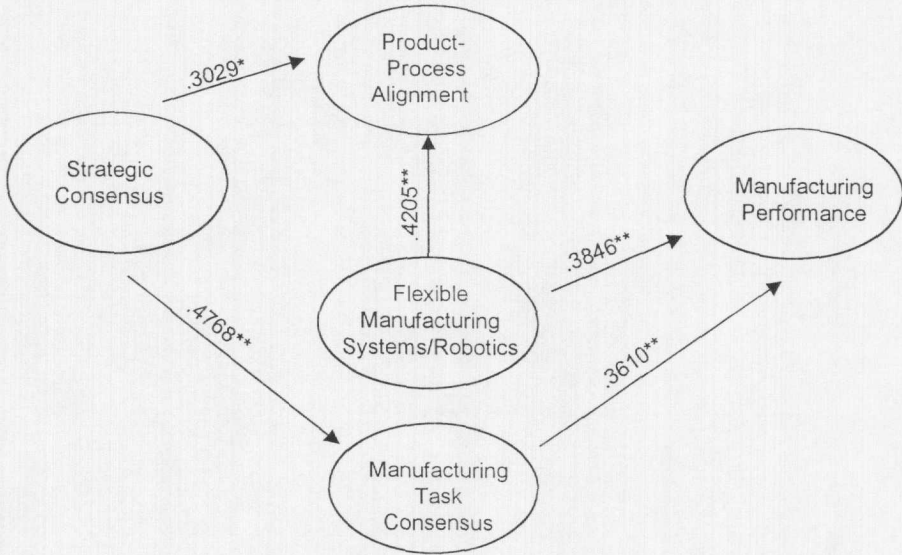 Product-
Process
Alignment
.3029*
Strategic
Consensus
.4205**
Manufacturing
Performance
.3846**
Flexible
Manufacturing
Systems/Robotics
.4768**
.3610**
Manufacturing
Task
Consensus